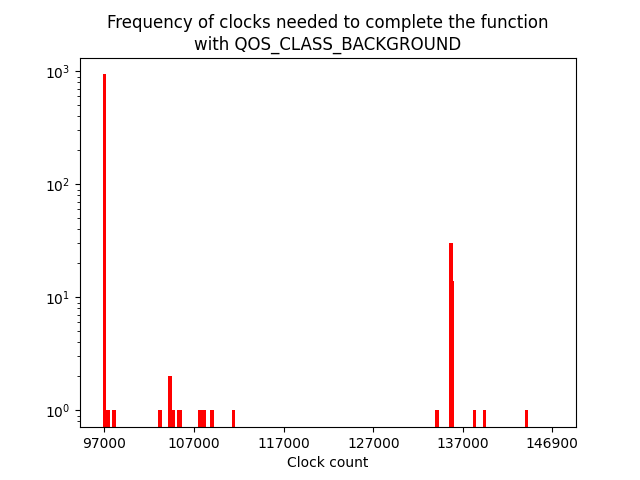 Frequency of clocks needed to complete the function
with QOS_CLASS_BACKGROUND
10³
10²
10¹
10⁰
97000 107000 117000 127000 137000 146900
Clock count